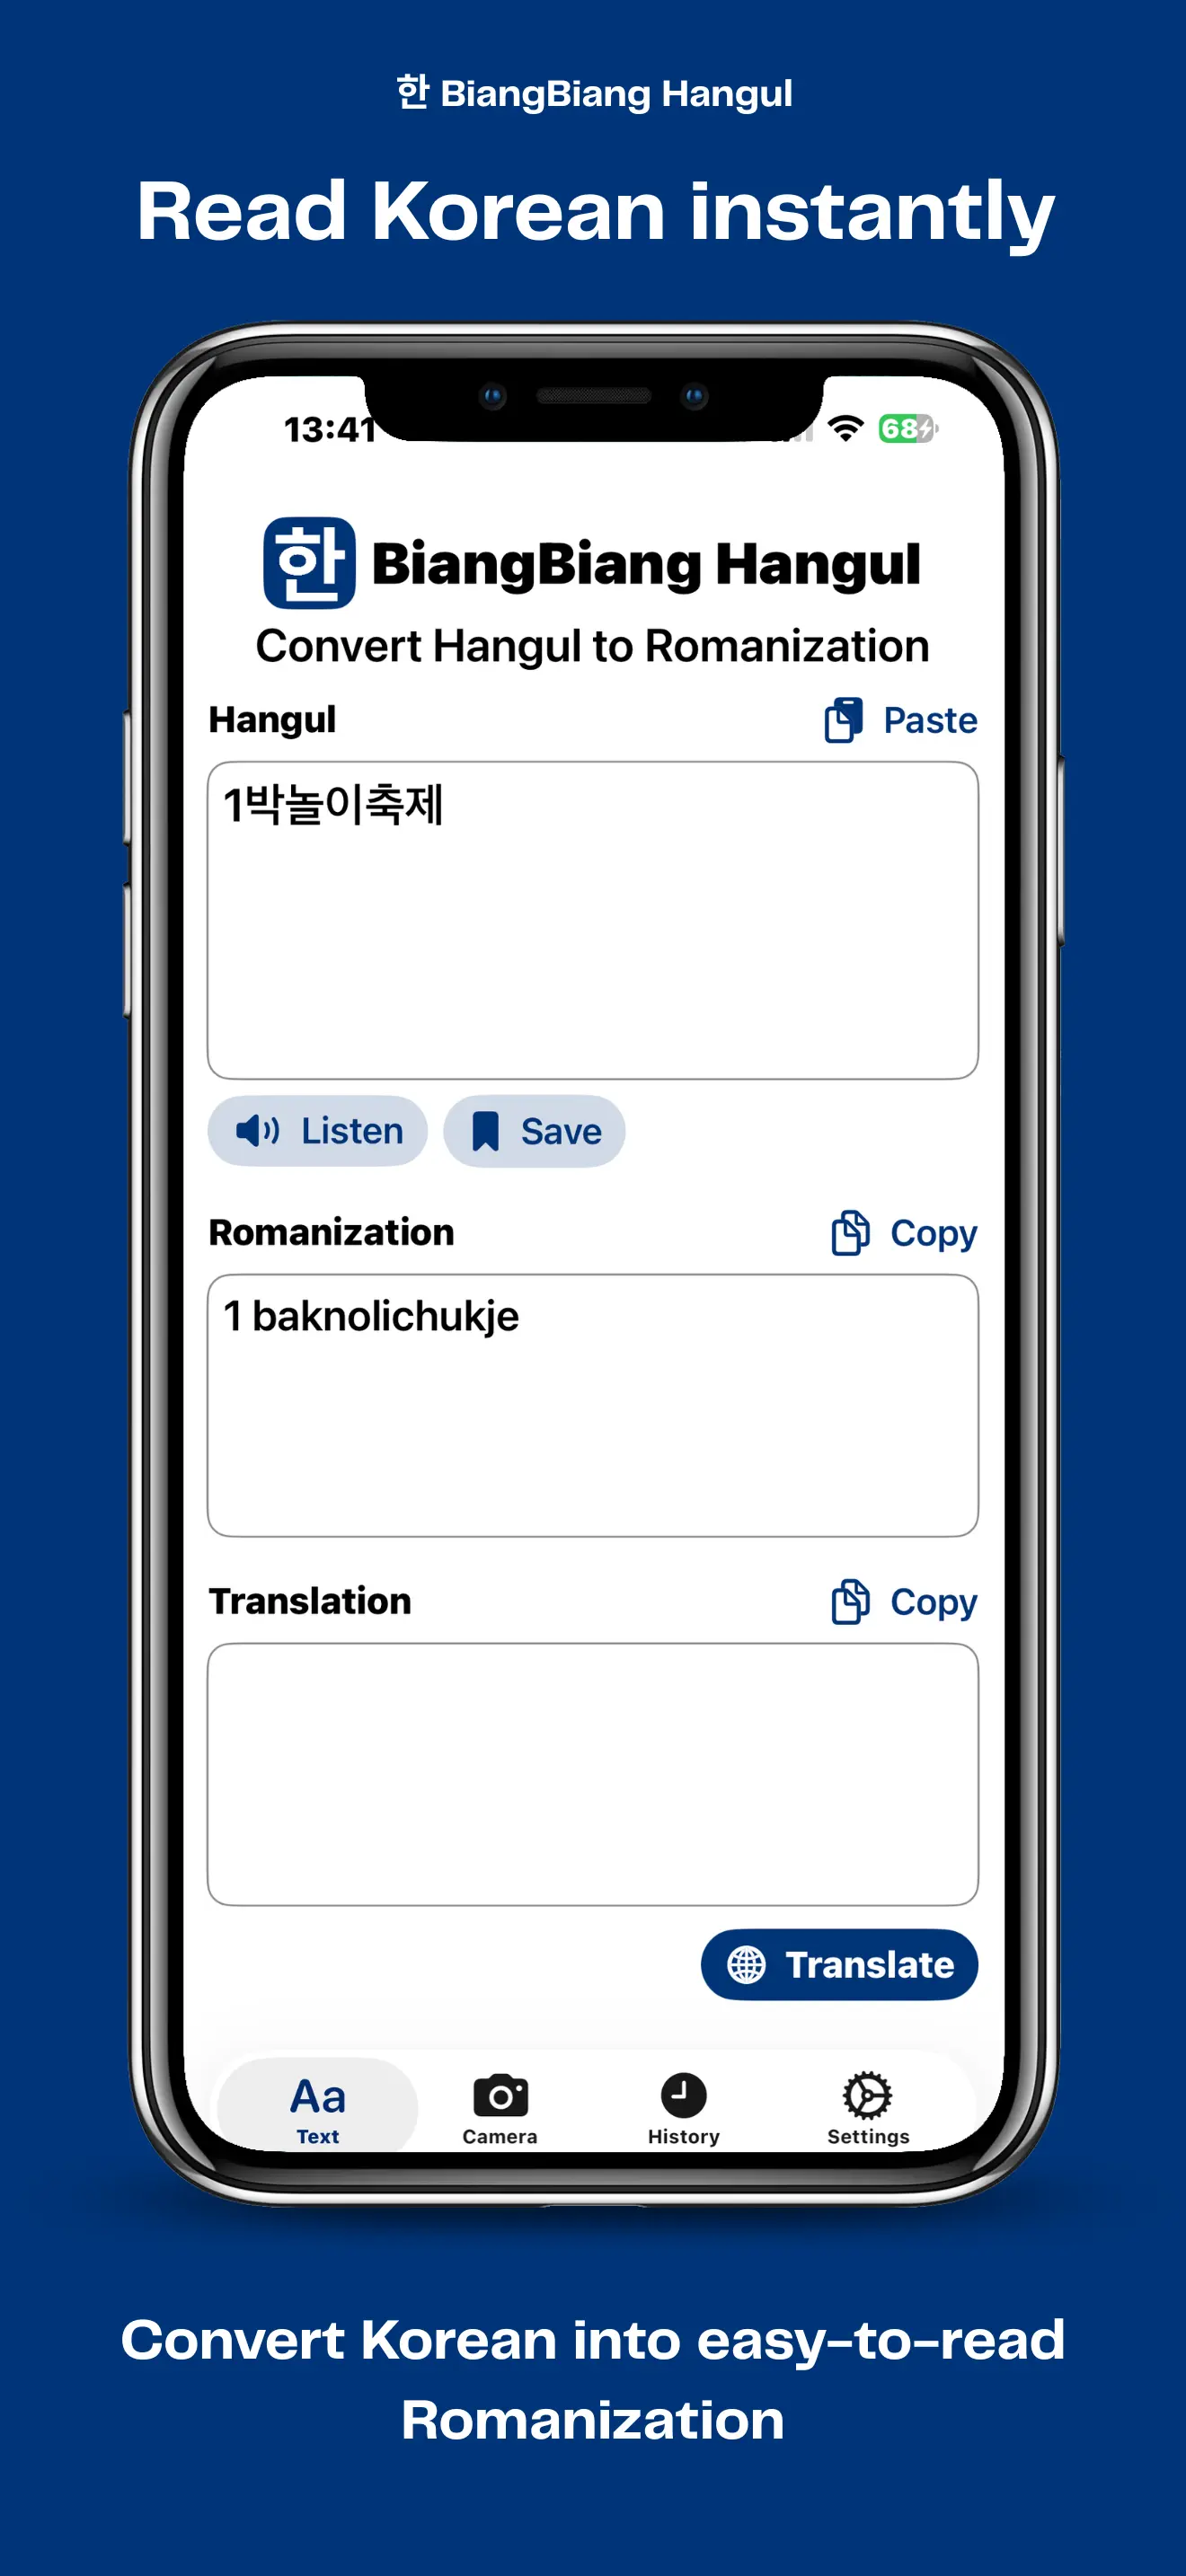 한 BiangBiang Hangul
Read Korean instantly
13:41
68
한 BiangBiang Hangul
Convert Hangul to Romanization
Hangul
Paste
1박놀이축제
Listen
Save
Romanization
Copy
1 baknolichukje
Translation
Copy
Translate
Aa
Text
Camera
History
Settings
Convert Korean into easy-to-read
Romanization